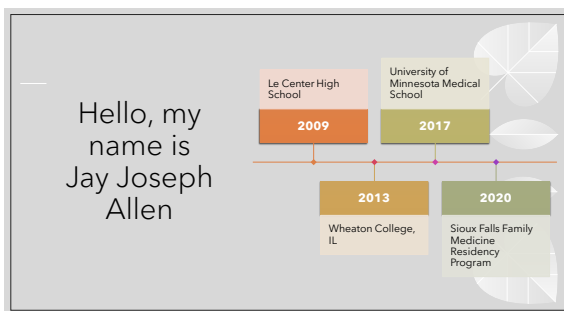 Hello, my
name is
Jay Joseph
Allen
Le Center High
School
2009
2013
Wheaton College,
IL
University of
Minnesota Medical
School
2017
2020
Sioux Falls Family
Medicine
Residency
Program